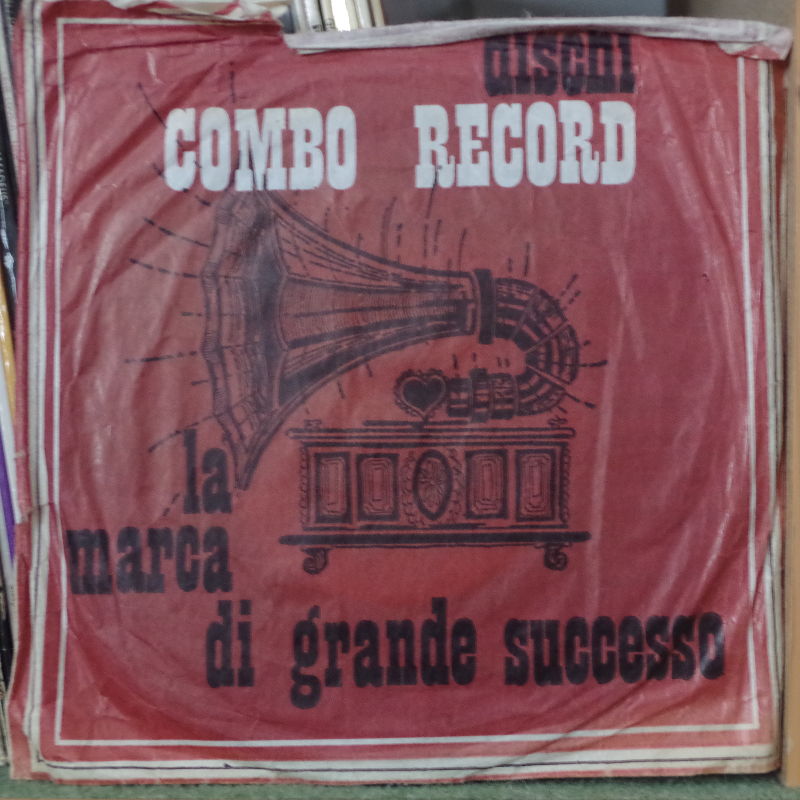 dischi
COMBO RECORD
la
marca
di grande successo